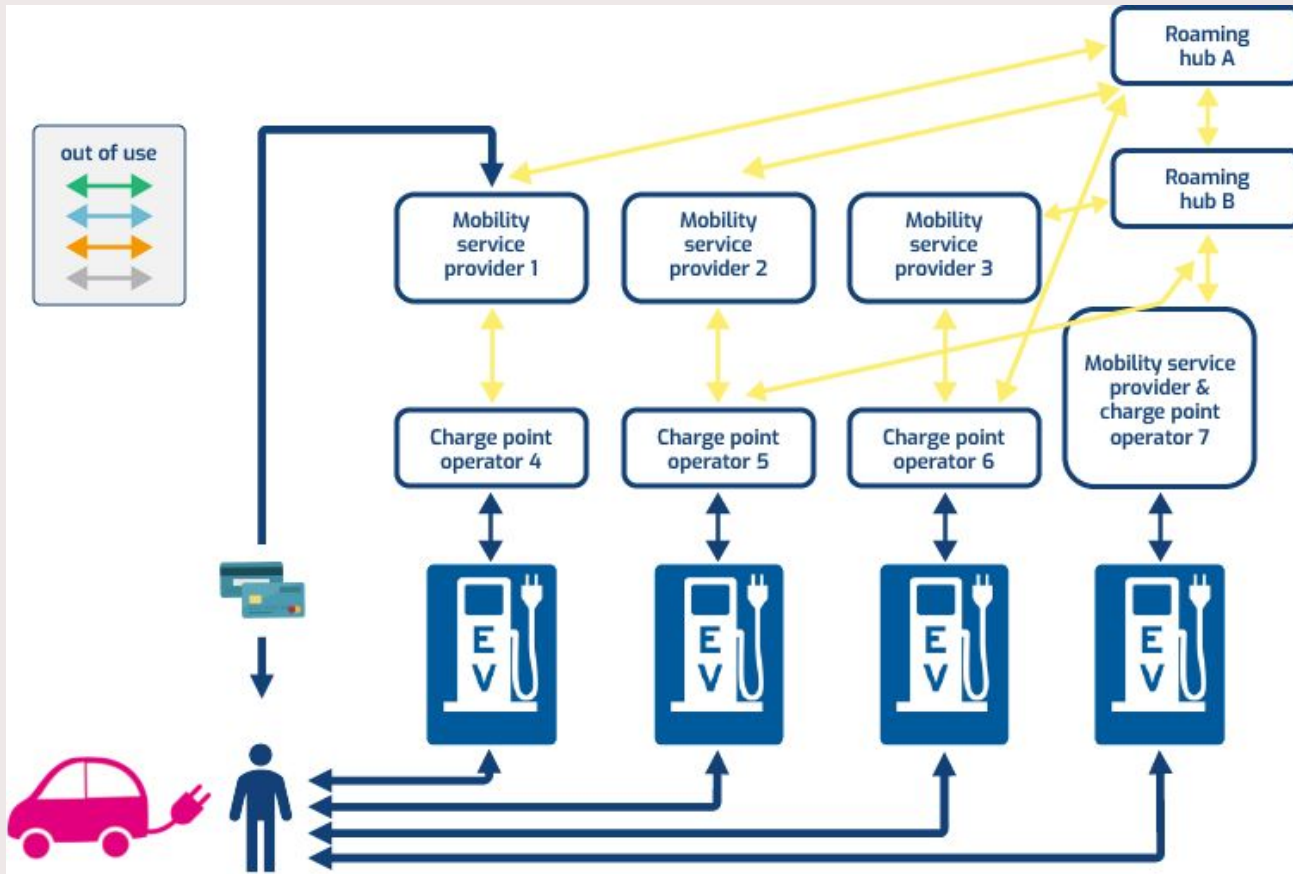 Roaming
hub A
out of use
Roaming
hub B
Mobility
service
provider 1
Mobility
service
provider 2
Mobility
service
provider 3
Mobility service
provider &
charge point
operator 7
Charge point
operator 4
Charge point
operator 5
Charge point
operator 6
E
V
E
V
E
V
E
V